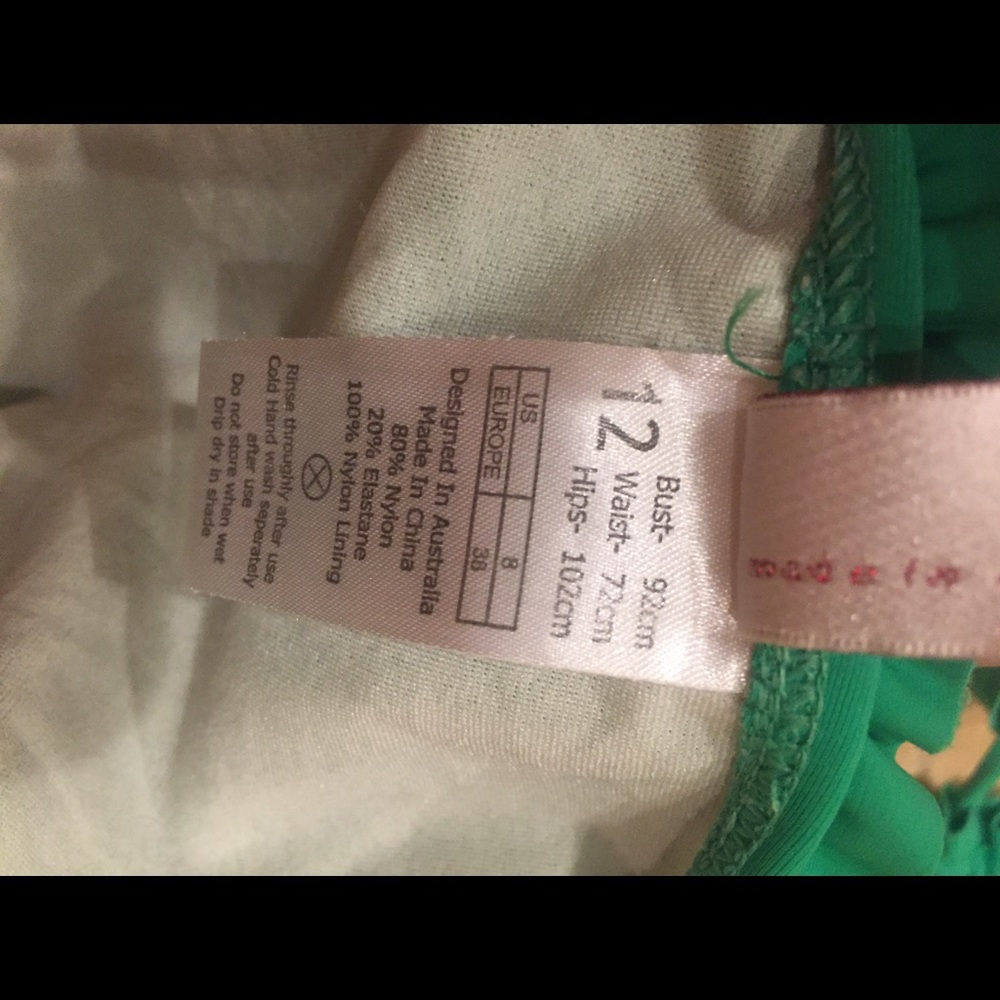 Bust- 92cm
12 Waist- 72cm
Hips- 102cm
US 8
EUROPE 38
Designed In Australia
Made In China
80% Nylon
20% Elastane
100% Nylon Lining
Rinse throughly after use
Cold Hand wash seperately
after use
Do not store when wet
Drip dry in shade